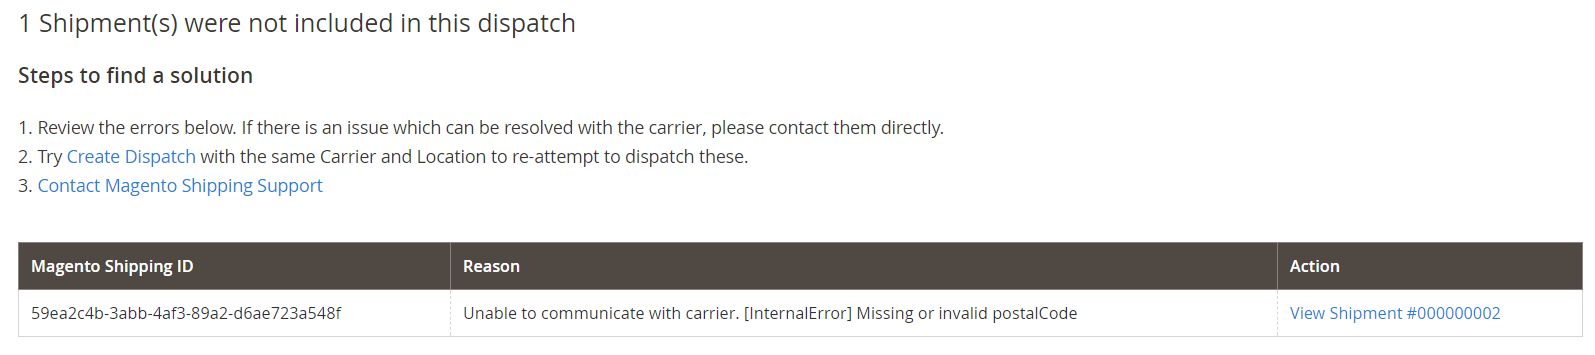 1 Shipment(s) were not included in this dispatch
Steps to find a solution
1. Review the errors below. If there is an issue which can be resolved with the carrier, please contact them directly.
2. Try Create Dispatch with the same Carrier and Location to re-attempt to dispatch these.
3. Contact Magento Shipping Support
Magento Shipping ID Reason Action
59ea2c4b-3abb-4af3-89a2-d6ae723a548f Unable to communicate with carrier. [InternalError] Missing or invalid postalCode View Shipment #000000002